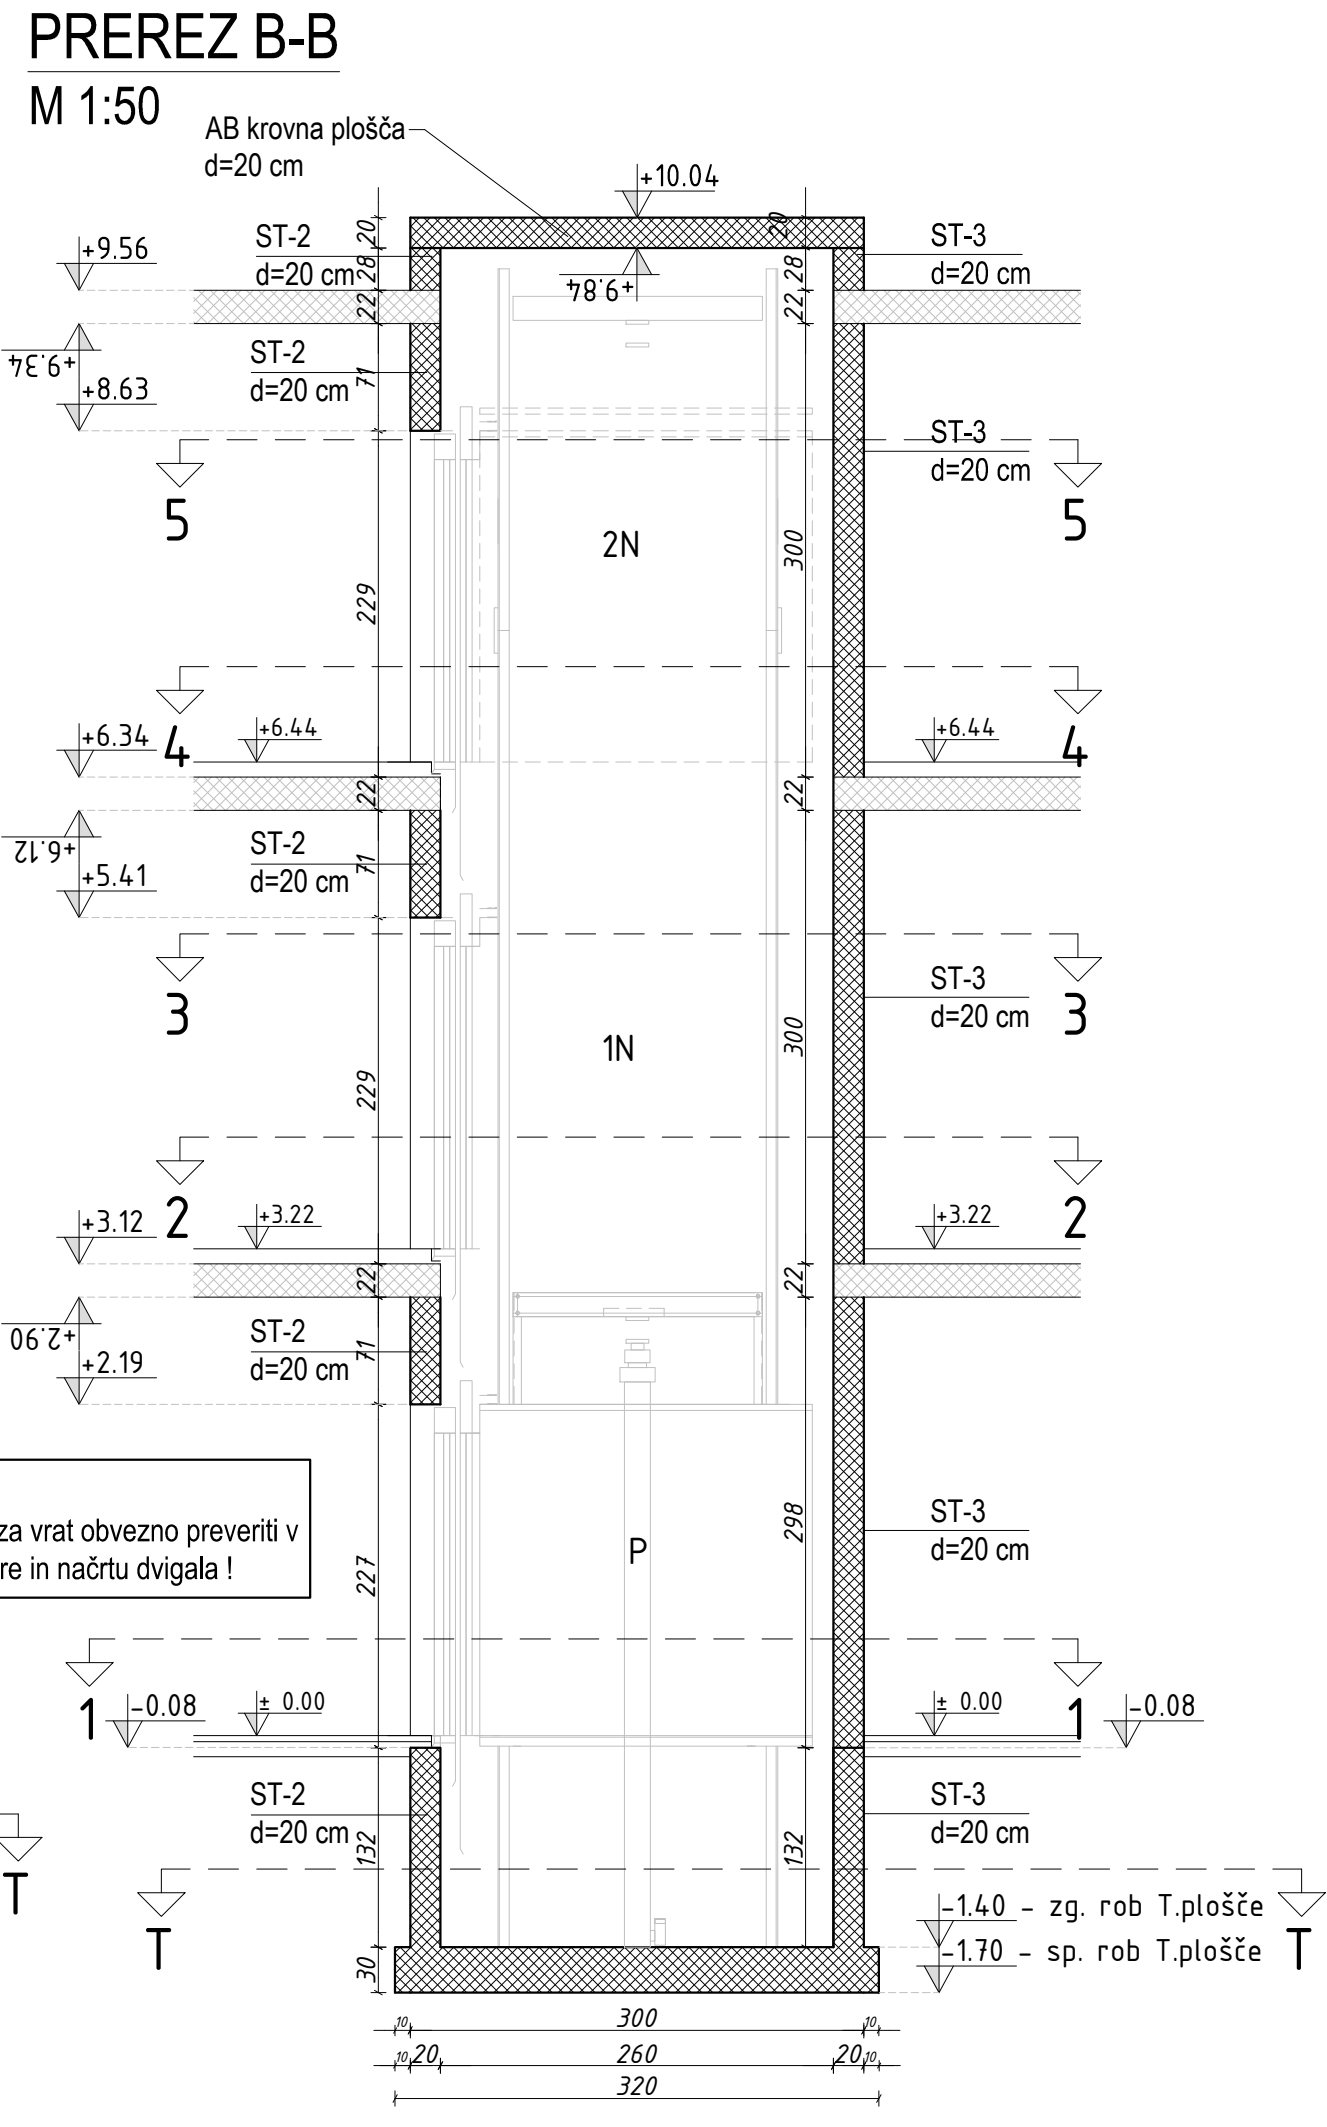 PREREZ B-B
M 1:50
AB krovna plošča
d=20 cm
+10.04
20
20
ST-2
d=20 cm
ST-3
d=20 cm
+9.56
28
28
+9.84
22
22
+9.34
ST-2
d=20 cm
71
+8.63
ST-3
d=20 cm
5
5
2N
300
229
+6.34
4
+6.44
+6.44
4
22
22
+6.12
ST-2
d=20 cm
71
+5.41
3
ST-3
d=20 cm
3
1N
300
229
+3.12
2
+3.22
+3.22
2
22
22
+2.90
ST-2
d=20 cm
71
+2.19
za vrat obvezno preveriti v
re in načrtu dvigala !
ST-3
d=20 cm
298
P
227
1
-0.08
± 0.00
± 0.00
1
-0.08
ST-2
d=20 cm
132
132
ST-3
d=20 cm
T
T
-1.40 - zg. rob T.plošče
-1.70 - sp. rob T.plošče
T
30
10
300
10
10
20
260
20
10
320